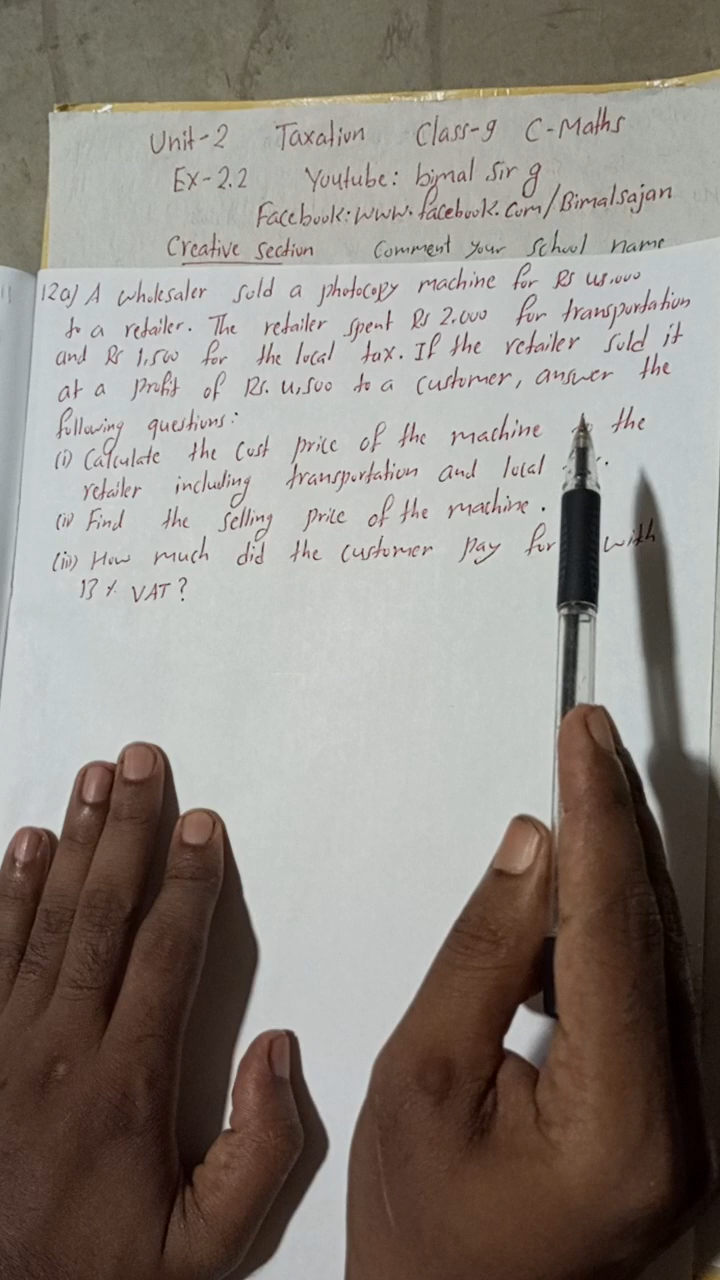 Unit-2 Taxation Class-9 C-Maths
Ex-2.2 Youtube: bimal sir g
Facebook: www.facebook.com/Bimalsajan
Creative section Comment your school name
12a) A wholesaler sold a photocopy machine for Rs 45,000
to a retailer. The retailer spent Rs 2,000 for transportation
and Rs 1,500 for the local tax. If the retailer sold it
at a profit of Rs. 4,500 to a customer, answer the
following questions:
(i) Calculate the cost price of the machine the
retailer including transportation and local
(ii) Find the selling price of the machine.
(iii) How much did the customer pay for with
13% VAT?